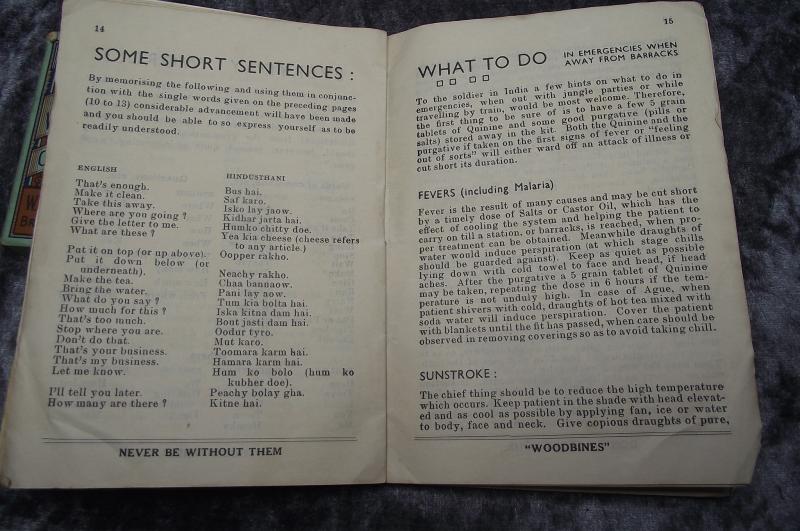 14
SOME SHORT SENTENCES:
By memorising the following and using them in conjunc-
tion with the single words given on the preceding pages
(10 to 13) considerable advancement will have been made
and you should be able to so express yourself as to be
readily understood.
ENGLISH
That's enough.
Make it clean.
Take this away.
Where are you going?
Give the letter to me.
What are these?
Put it on top (or up above).
Put it down below (or
underneath).
Make the tea.
Bring the water.
What do you say?
How much for this?
That's too much.
Stop where you are.
Don't do that.
That's your business.
That's my business.
Let me know.
I'll tell you later.
How many are there?
HINDUSTHANI
Bus hai.
Saf karo.
Isko lay jaow.
Kidhar jarta hai.
Humko chitty doe.
Yea kia cheese (cheese refers
to any article.)
Oopper rakho.
Neachy rakho.
Chaa bannaow.
Pani lay aow.
Tum kia bolta hai.
Iska kitna dam hai.
Bout jasti dam hai.
Oodur tyro.
Mut karo.
Toomara karm hai.
Hamara karm hai.
Hum ko bolo (hum ko
kubher doe).
Peachy bolay gha.
Kitne hai.
NEVER BE WITHOUT THEM
15
WHAT TO DO IN EMERGENCIES WHEN
AWAY FROM BARRACKS
To the soldier in India a few hints on what to do in
emergencies, when out with jungle parties or while
travelling by train, would be most welcome. Therefore,
the first thing to be sure of is to have a few 5 grain
tablets of Quinine and some good purgative (pills or
salts) stored away in the kit. Both the Quinine and the
purgative if taken on the first signs of fever or "feeling
out of sorts" will either ward off an attack of illness or
cut short its duration.
FEVERS (including Malaria)
Fever is the result of many causes and may be cut short
by a timely dose of Salts or Castor Oil, which has the
effect of cooling the system and helping the patient to
carry on till a station, or barracks, is reached, when pro-
per treatment can be obtained. Meanwhile draughts of
water would induce perspiration (at which stage chills
should be guarded against). Keep as quiet as possible
lying down with cold towel to face and head, if head
aches. After the purgative a 5 grain tablet of Quinine
may be taken, repeating the dose in 6 hours if the tem-
perature is not unduly high. In case of Ague, when
patient shivers with cold, draughts of hot tea mixed with
soda water will induce perspiration. Cover the patient
with blankets until the fit has passed, when care should be
observed in removing coverings so as to avoid taking chill.
SUNSTROKE:
The chief thing should be to reduce the high temperature
which occurs. Keep patient in the shade with head elevat-
ed and as cool as possible by applying fan, ice or water
to body, face and neck. Give copious draughts of pure,
"WOODBINES"